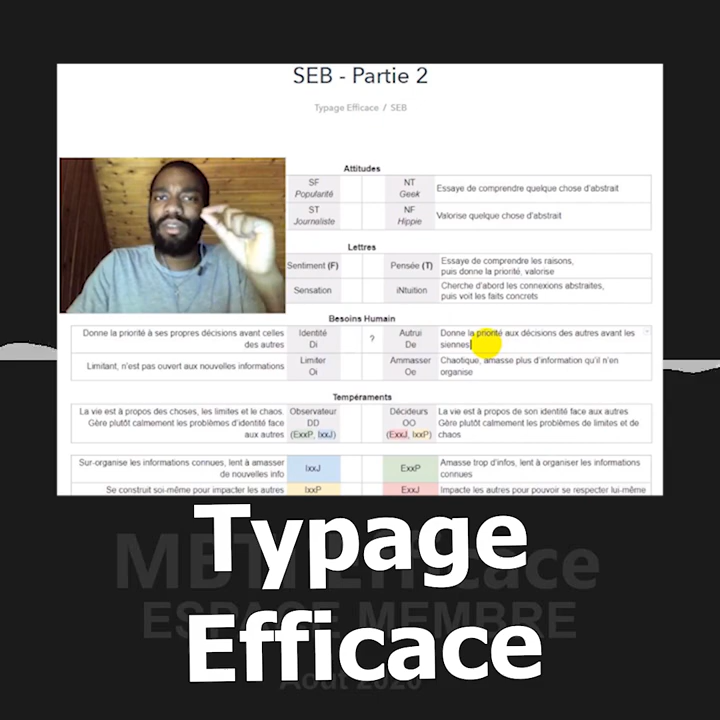 SEB - Partie 2
Typage Efficace / SEB
Attitudes
SF
Popularité
NT
Geek
Essaye de comprendre quelque chose d'abstrait
ST
Journaliste
NF
Hippie
Valorise quelque chose d'abstrait
Lettres
Sentiment (F)
Pensée (T)
Essaye de comprendre les raisons,
puis donne la priorité, valorise
Sensation
iNtuition
Cherche d'abord les connexions abstraites,
puis voit les faits concrets
Besoins Humain
Donne la priorité à ses propres décisions avant celles
des autres
Identité
Di
?
Autrui
De
Donne la priorité aux décisions des autres avant les
siennes
Limitant, n'est pas ouvert aux nouvelles informations
Limiter
Oi
Ammasser
Oe
Chaotique, amasse plus d'information qu'il n'en
organise
Tempéraments
La vie est à propos des choses, les limites et le chaos.
Gère plutôt calmement les problèmes d'identité face
aux autres
Observateur
DD
(ExxP, IxxJ)
Décideurs
OO
(ExxJ, IxxP)
La vie est à propos de son identité face aux autres
Gère plutôt calmement les problemes de limites et de
chaos
Sur-organise les informations connues, lent à amasser
de nouvelles info
IxxJ
ExxP
Amasse trop d'infos, lent à organiser les informations
connues
Se construit soi-même pour impacter les autres
IxxP
ExxJ
Impacte les autres pour pouvoir se respecter lui-même
Typage
MBTI Efficace
ESPACE MEMBRE
Efficace
Août 2020